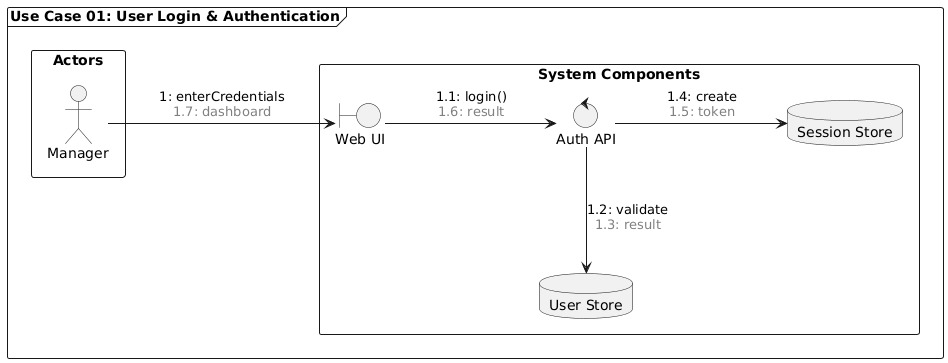 Use Case 01: User Login & Authentication
Actors
System Components
1: enterCredentials
1.7: dashboard
1.1: login()
1.6: result
1.4: create
1.5: token
Manager
Web UI
Auth API
Session Store
1.2: validate
1.3: result
User Store